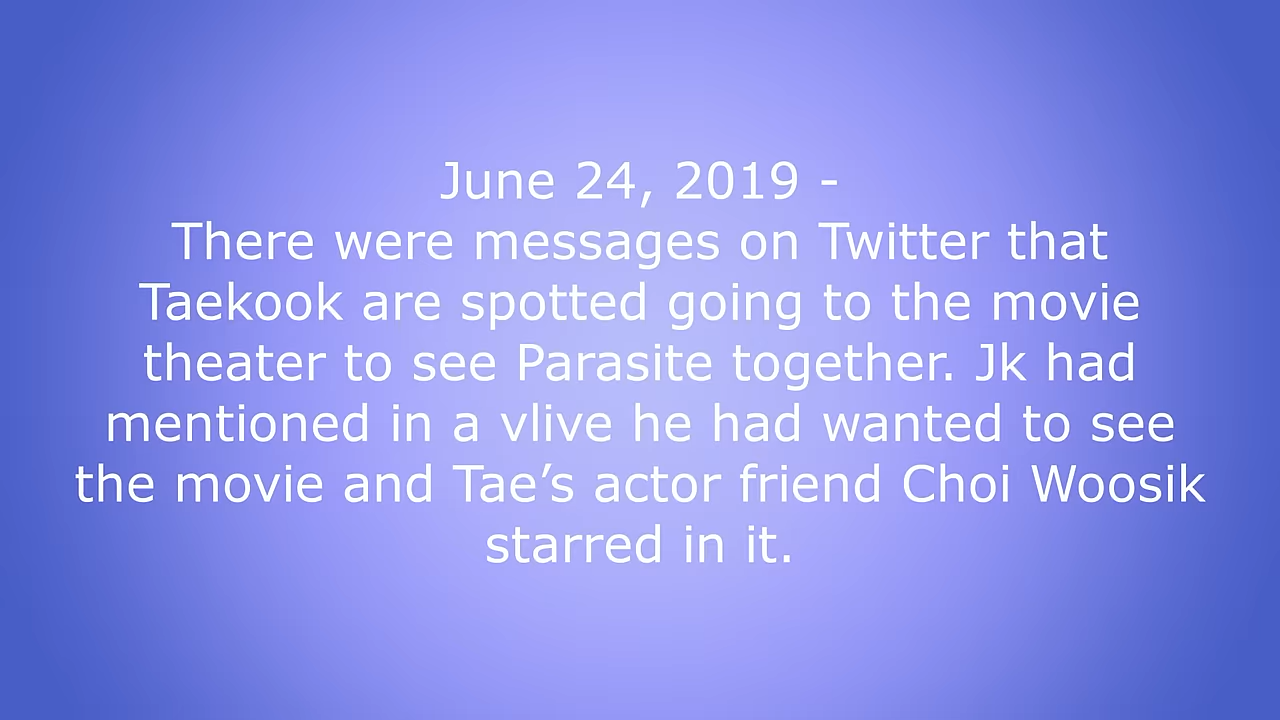 June 24, 2019 -
There were messages on Twitter that
Taekook are spotted going to the movie
theater to see Parasite together. Jk had
mentioned in a vlive he had wanted to see
the movie and Tae’s actor friend Choi Woosik
starred in it.